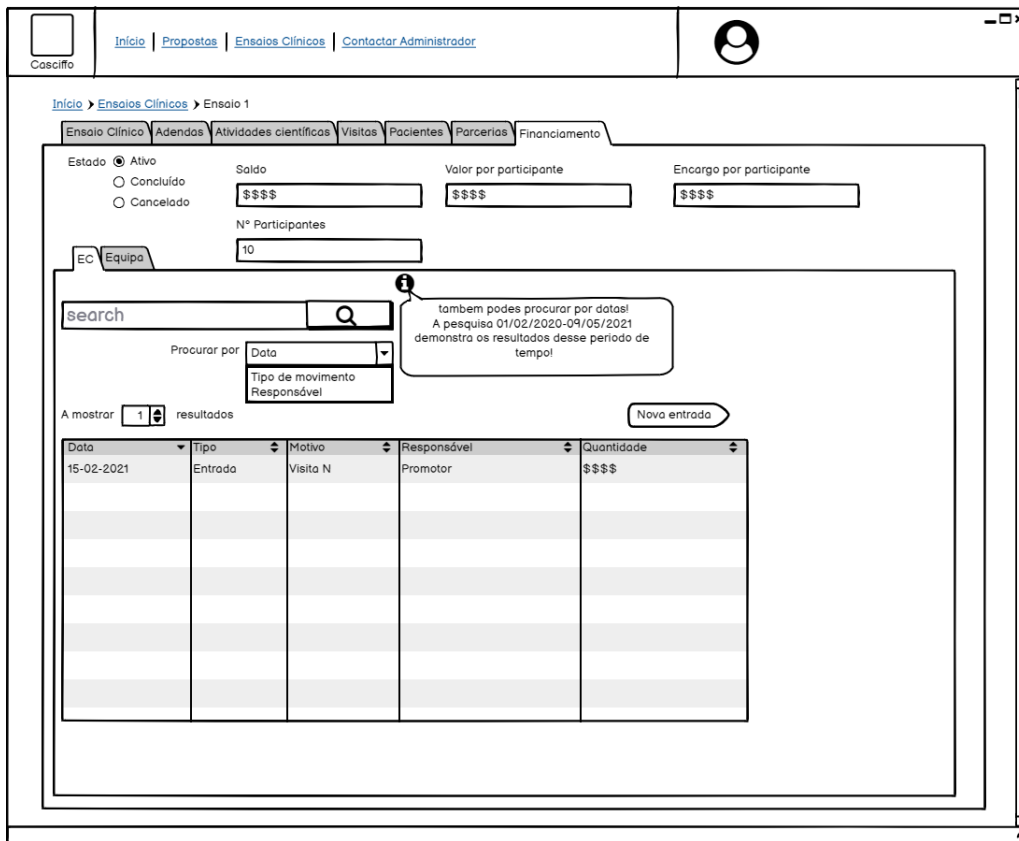 Casciffo
Início | Propostas | Ensaios Clínicos | Contactar Administrador
Início > Ensaios Clínicos > Ensaio 1
Ensaio Clínico Adendas Atividades científicas Visitas Pacientes Parcerias Financiamento
Estado Ativo
Concluído
Cancelado
Saldo
$$$$
Valor por participante
$$$$
Encargo por participante
$$$$
Nº Participantes
10
EC Equipa
search
tambem podes procurar por datas!
A pesquisa 01/02/2020-09/05/2021
demonstra os resultados desse periodo de
tempo!
Procurar por Data
Tipo de movimento
Responsável
A mostrar 1 resultados
Nova entrada
Data Tipo Motivo Responsável Quantidade
15-02-2021 Entrada Visita N Promotor $$$$